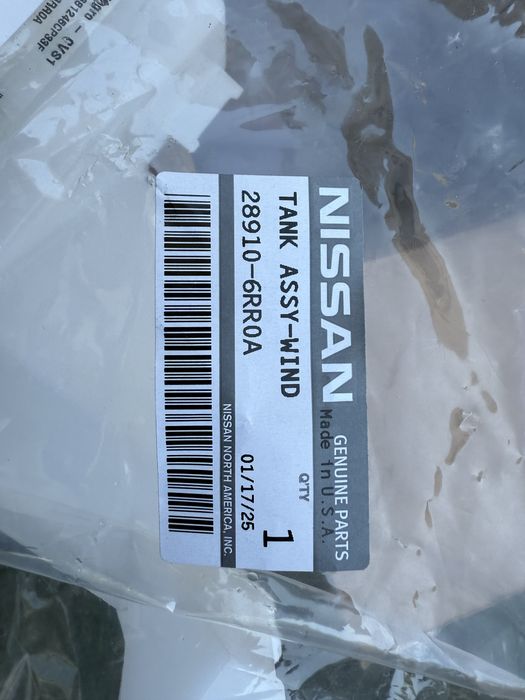 NISSAN
GENUINE PARTS
Made in U.S.A.
TANK ASSY-WIND
28910-6RR0A
QTY
1
01/17/25
NISSAN NORTH AMERICA, INC.
- CVS1